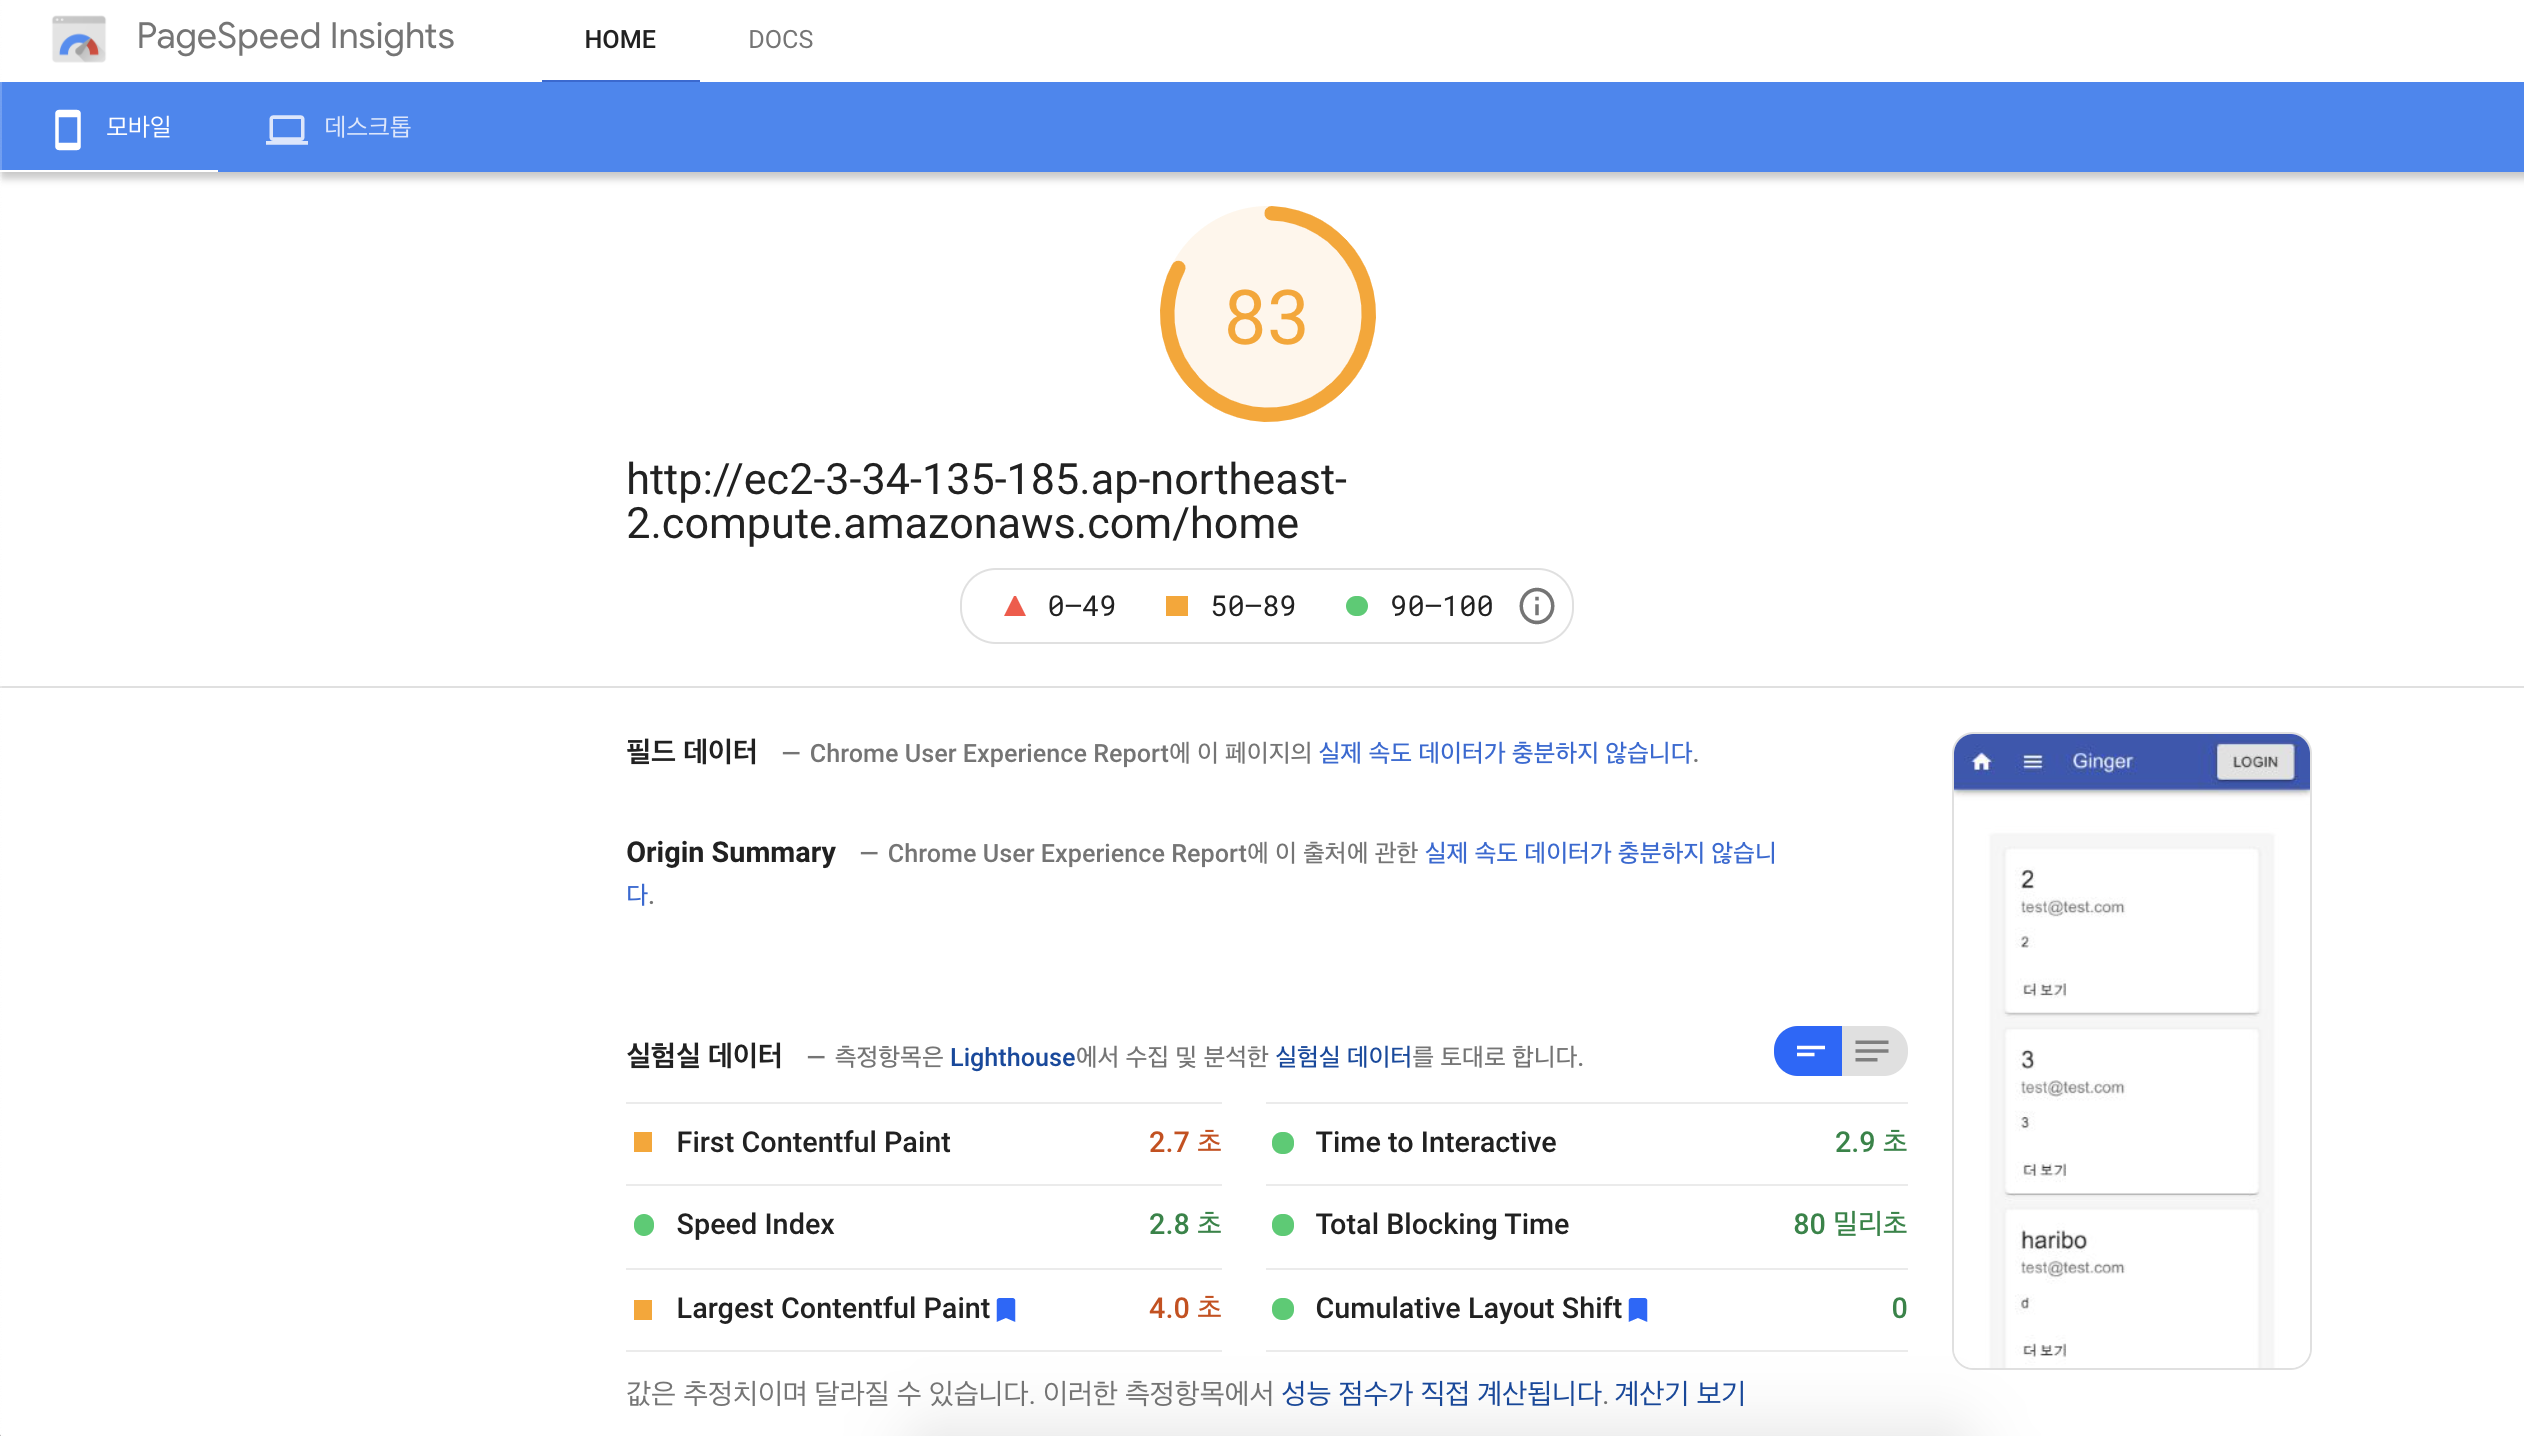 PageSpeed Insights
HOME
DOCS
모바일
데스크톱
83
http://ec2-3-34-135-185.ap-northeast-
2.compute.amazonaws.com/home
0–49
50–89
90–100
필드 데이터 — Chrome User Experience Report에 이 페이지의 실제 속도 데이터가 충분하지 않습니다.
Origin Summary — Chrome User Experience Report에 이 출처에 관한 실제 속도 데이터가 충분하지 않습니
다.
실험실 데이터 — 측정항목은 Lighthouse에서 수집 및 분석한 실험실 데이터를 토대로 합니다.
First Contentful Paint 2.7 초
Time to Interactive 2.9 초
Speed Index 2.8 초
Total Blocking Time 80 밀리초
Largest Contentful Paint 4.0 초
Cumulative Layout Shift 0
값은 추정치이며 달라질 수 있습니다. 이러한 측정항목에서 성능 점수가 직접 계산됩니다. 계산기 보기
Ginger
LOGIN
2
test@test.com
2
더 보기
3
test@test.com
3
더 보기
haribo
test@test.com
d
더 보기